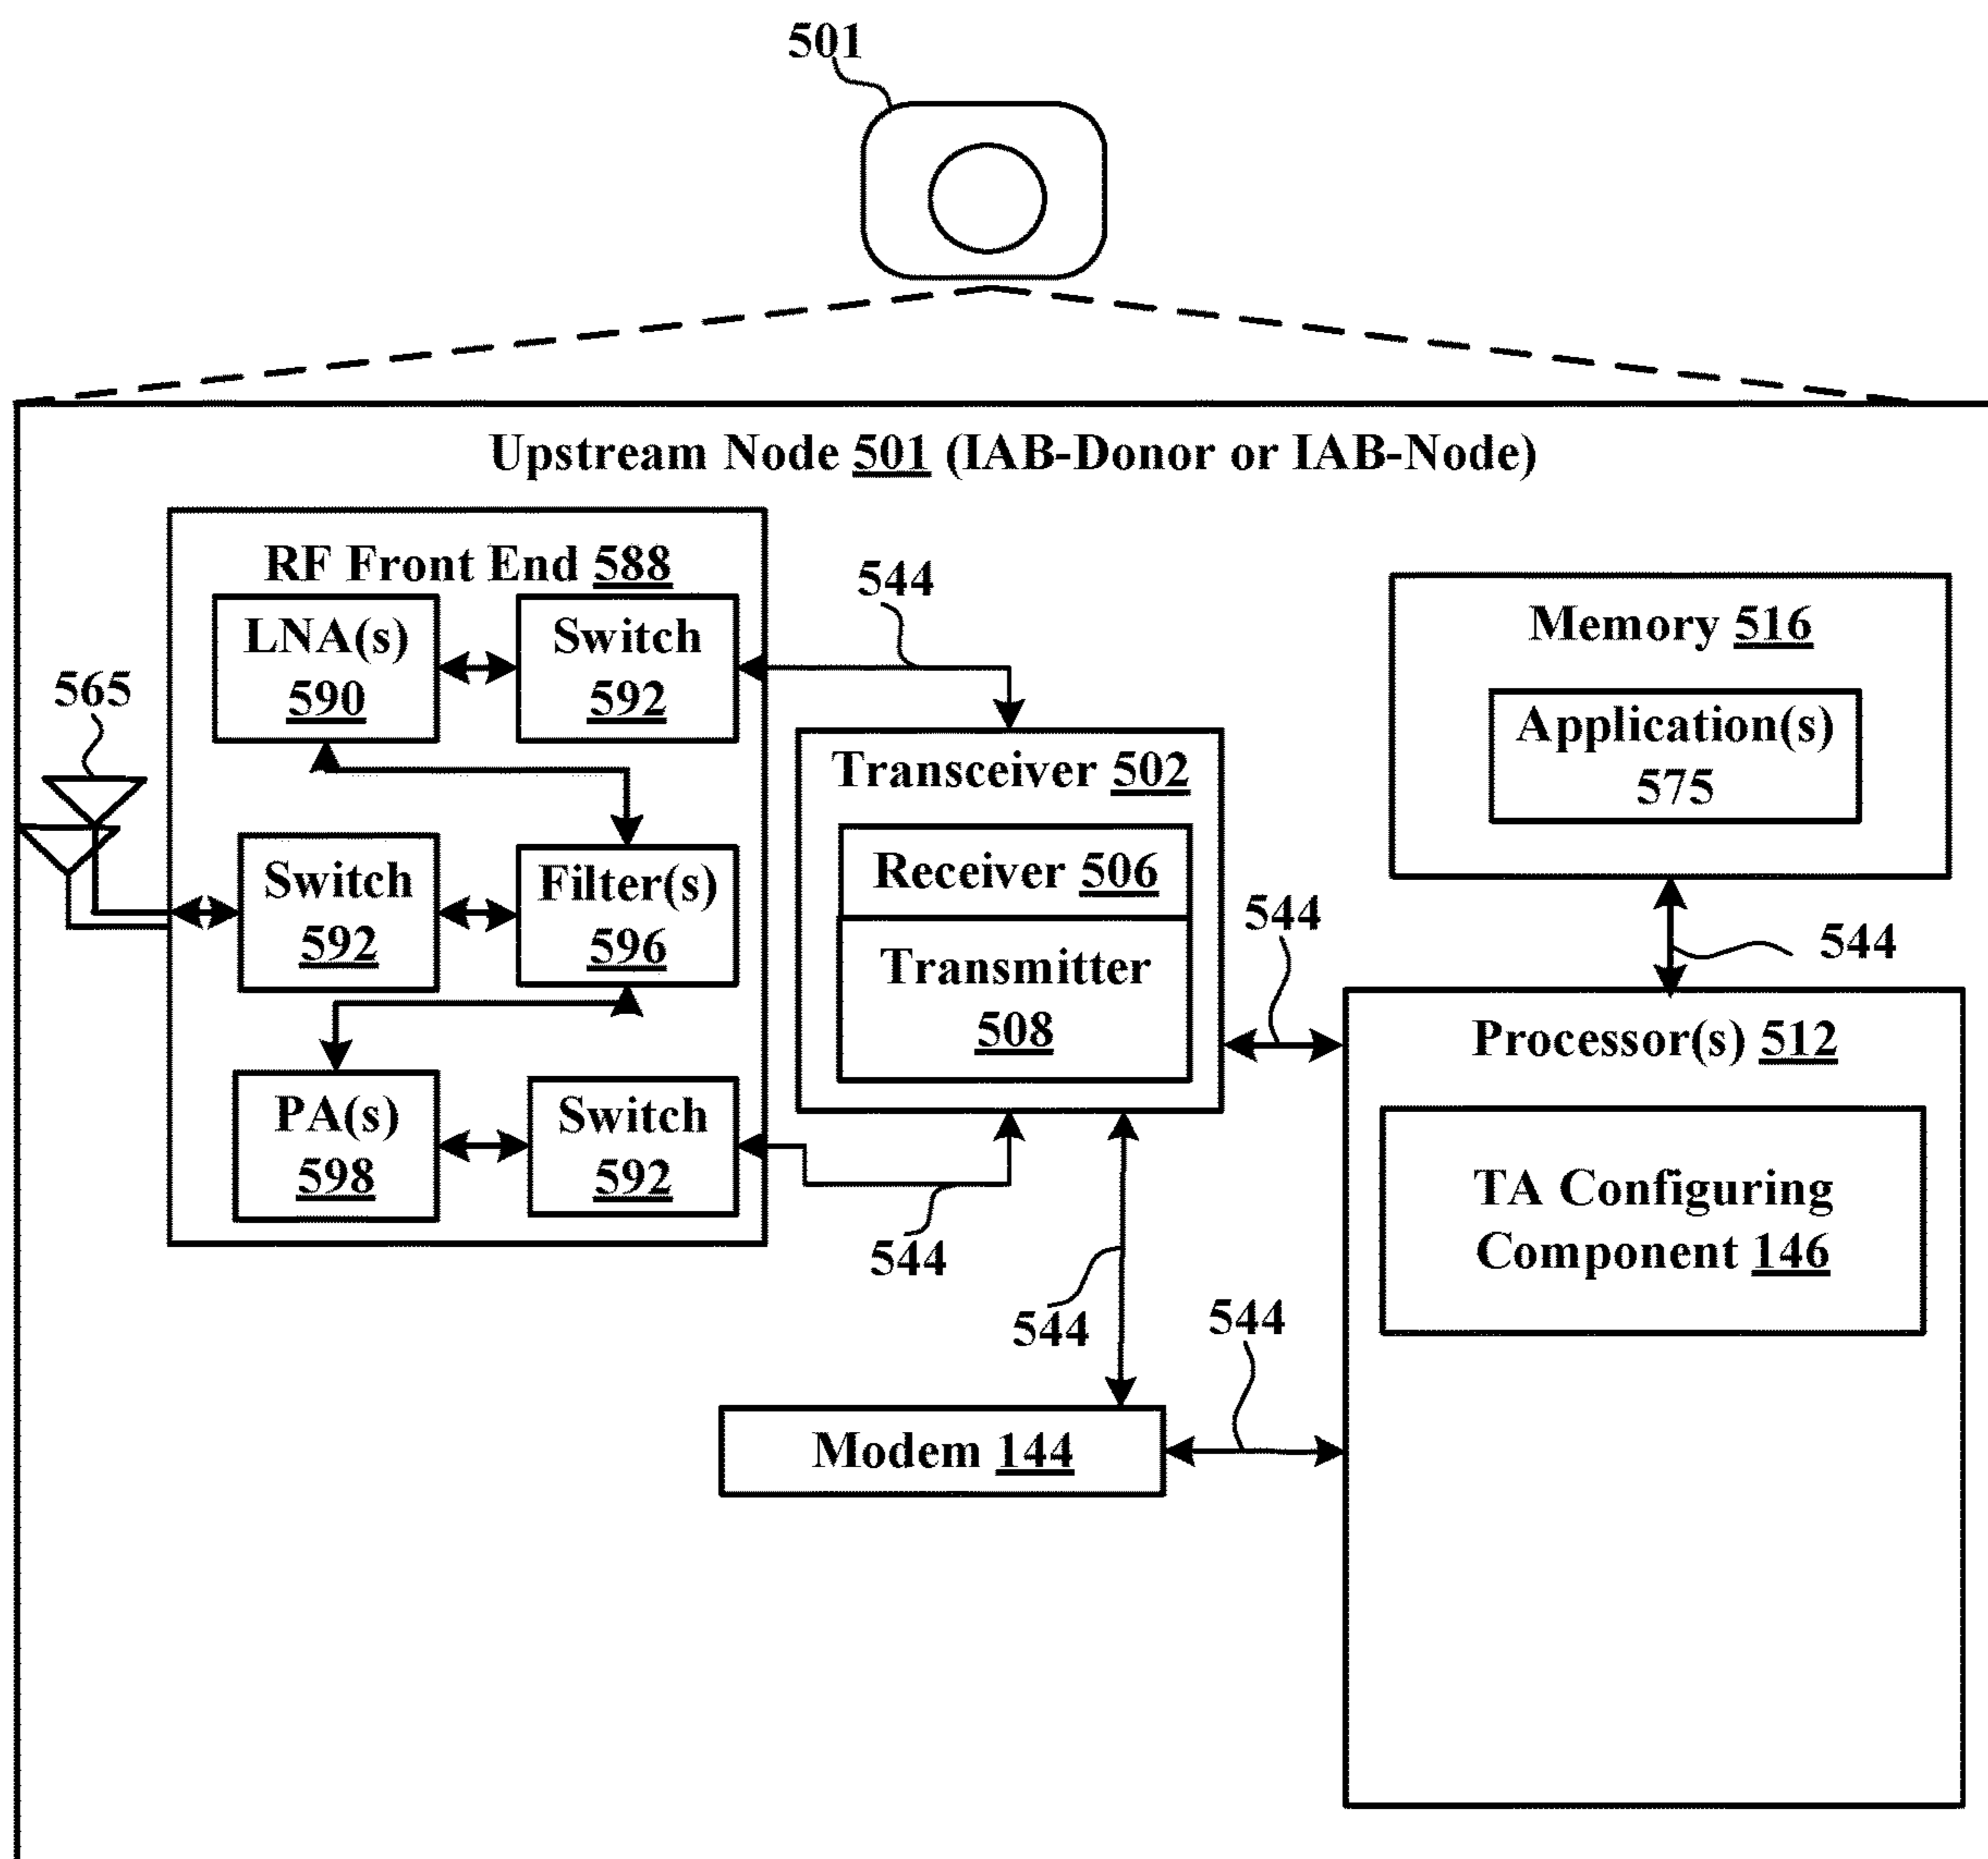 501
Upstream Node 501 (IAB-Donor or IAB-Node)
RF Front End 588
LNA(s)
590
Switch
592
544
565
Switch
592
Filter(s)
596
PA(s)
598
Switch
592
544
Transceiver 502
Receiver 506
Transmitter
508
544
Memory 516
Application(s)
575
544
Processor(s) 512
TA Configuring
Component 146
544
544
Modem 144